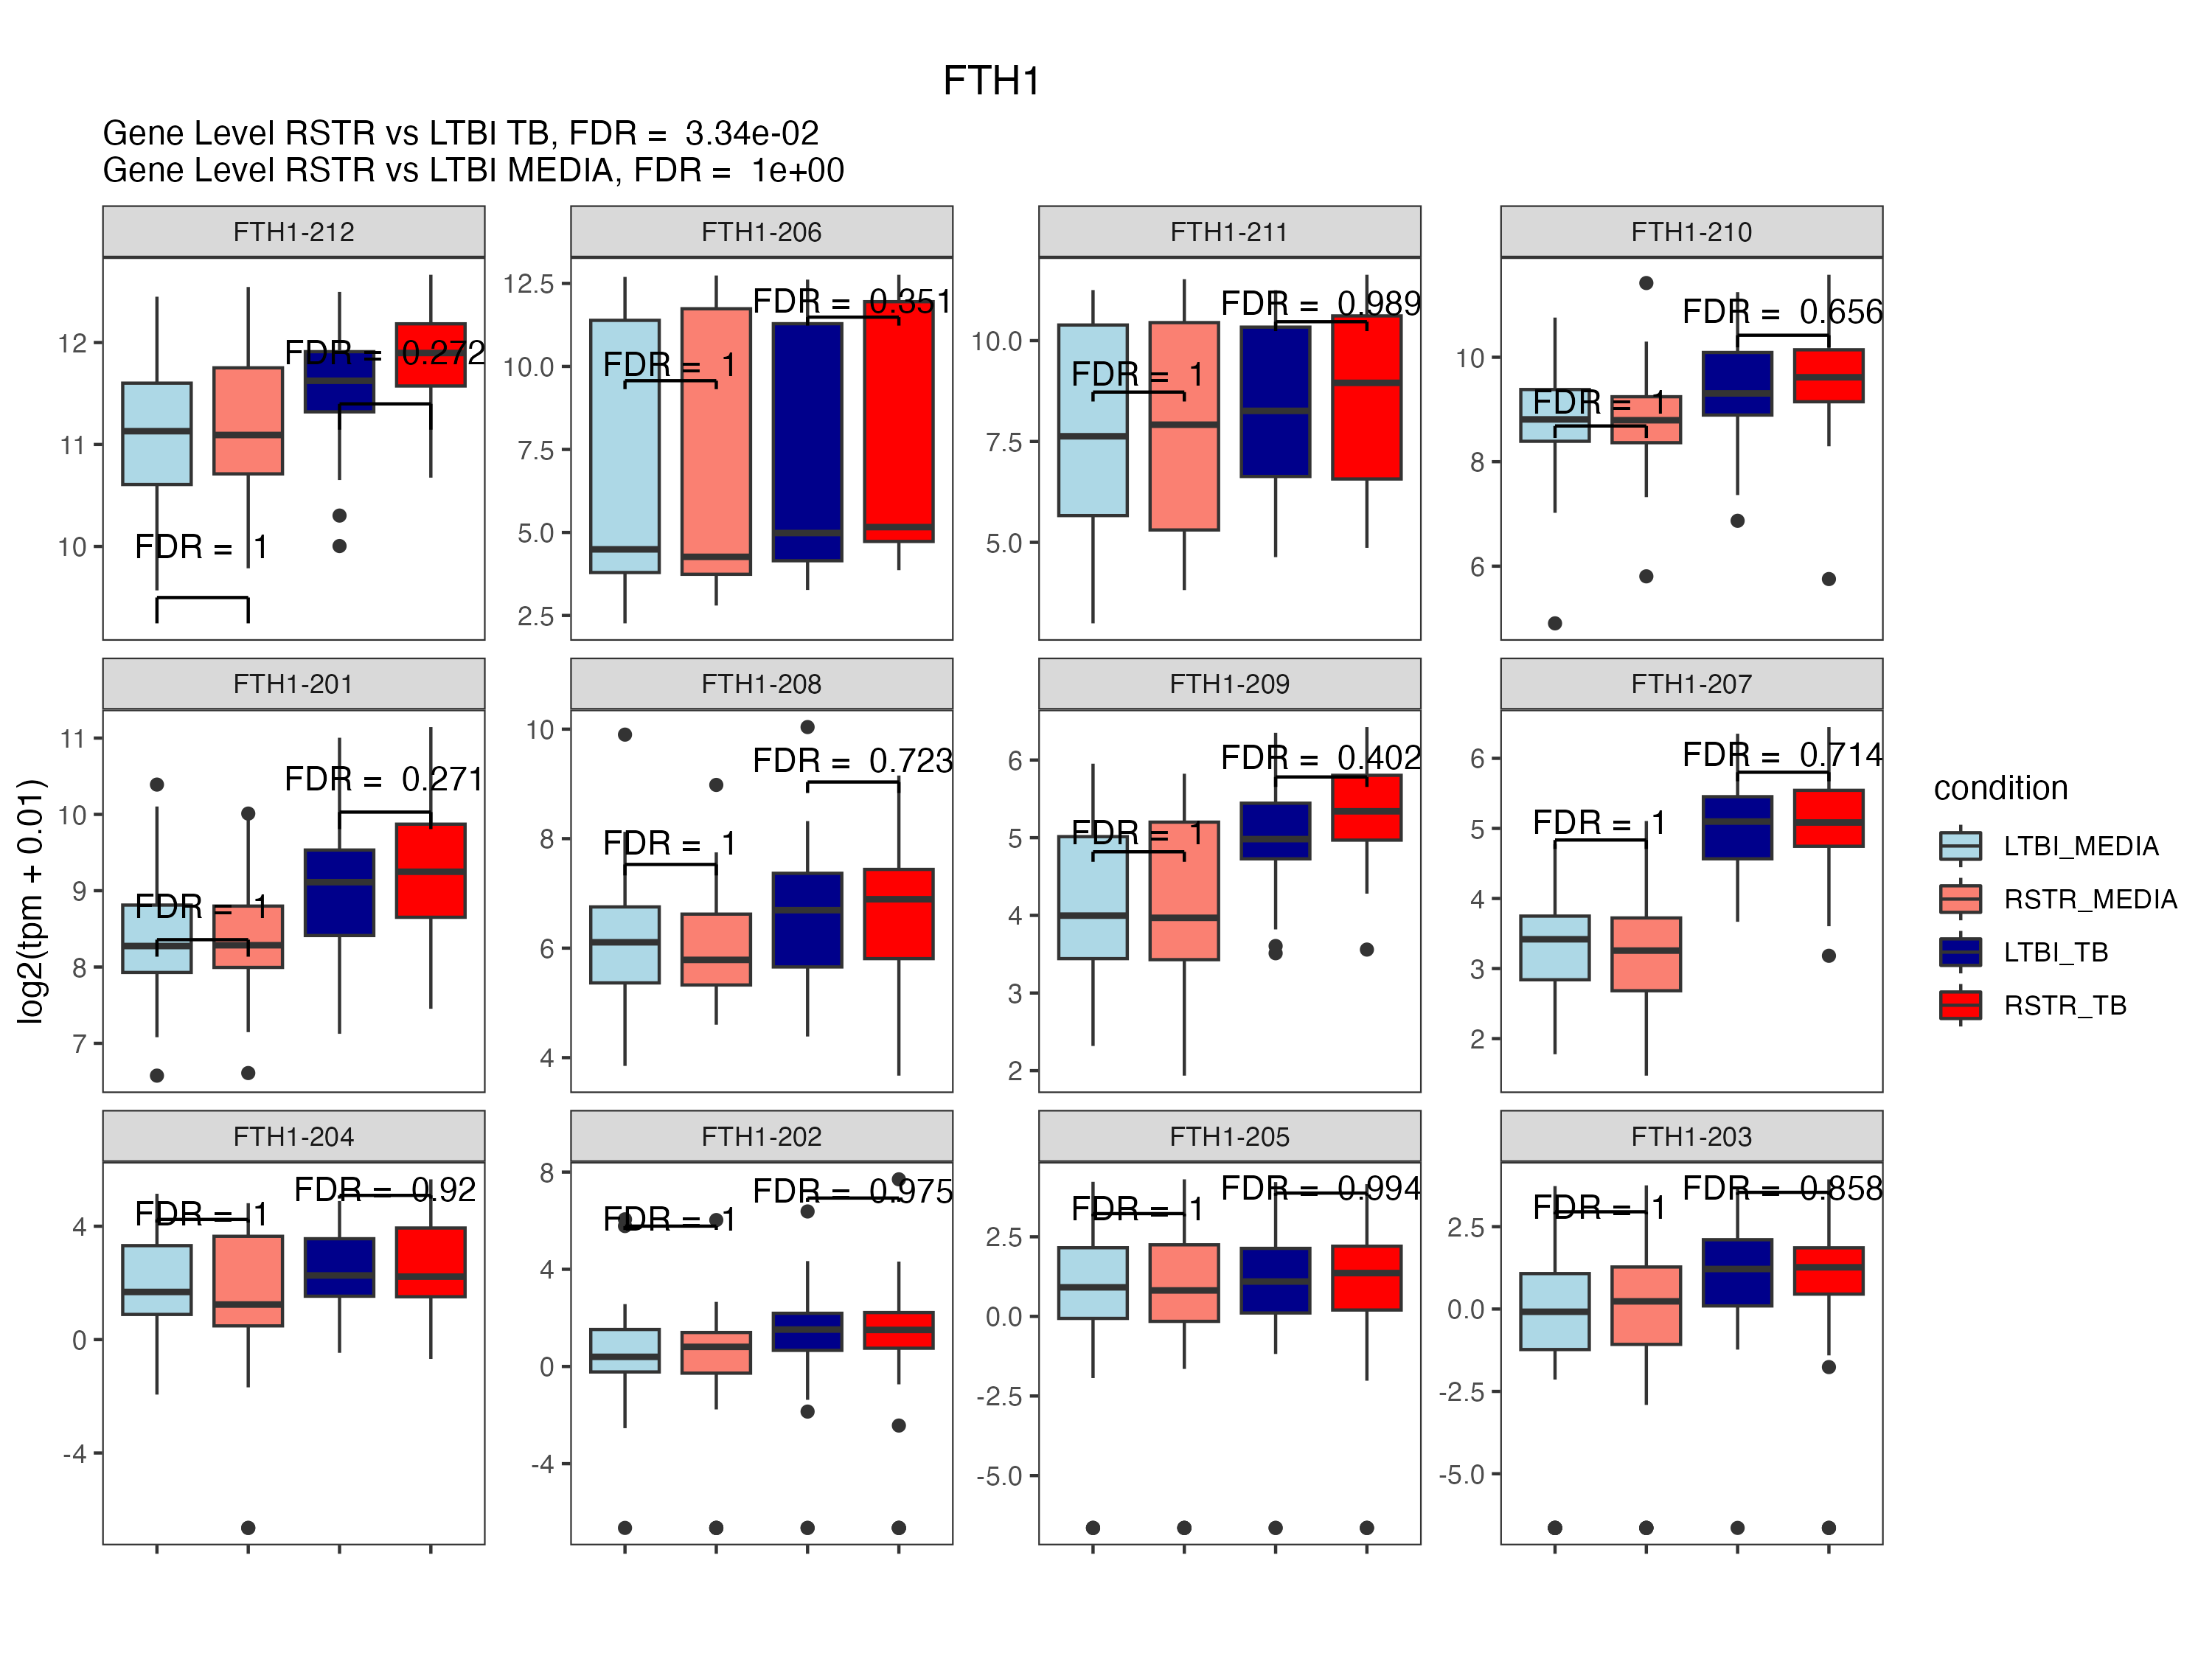 FTH1
Gene Level RSTR vs LTBI TB, FDR =  3.34e-02
Gene Level RSTR vs LTBI MEDIA, FDR =  1e+00
FTH1-212
FTH1-206
FTH1-211
FTH1-210
12
11
10
FDR =  1
FDR =  0.272
12.5
10.0
7.5
5.0
2.5
FDR =  1
FDR =  0.351
10.0
7.5
5.0
FDR =  1
FDR =  0.989
10
8
6
FDR =  1
FDR =  0.656
FTH1-201
FTH1-208
FTH1-209
FTH1-207
log2(tpm + 0.01)
11
10
9
8
7
FDR =  1
FDR =  0.271
10
8
6
4
FDR =  1
FDR =  0.723
6
5
4
3
2
FDR =  1
FDR =  0.402
6
5
4
3
2
FDR =  1
FDR =  0.714
FTH1-204
FTH1-202
FTH1-205
FTH1-203
4
0
-4
FDR =  1
FDR =  0.92
8
4
0
-4
FDR =  1
FDR =  0.975
2.5
0.0
-2.5
-5.0
FDR =  1
FDR =  0.994
2.5
0.0
-2.5
-5.0
FDR =  1
FDR =  0.858
condition
LTBI_MEDIA
RSTR_MEDIA
LTBI_TB
RSTR_TB